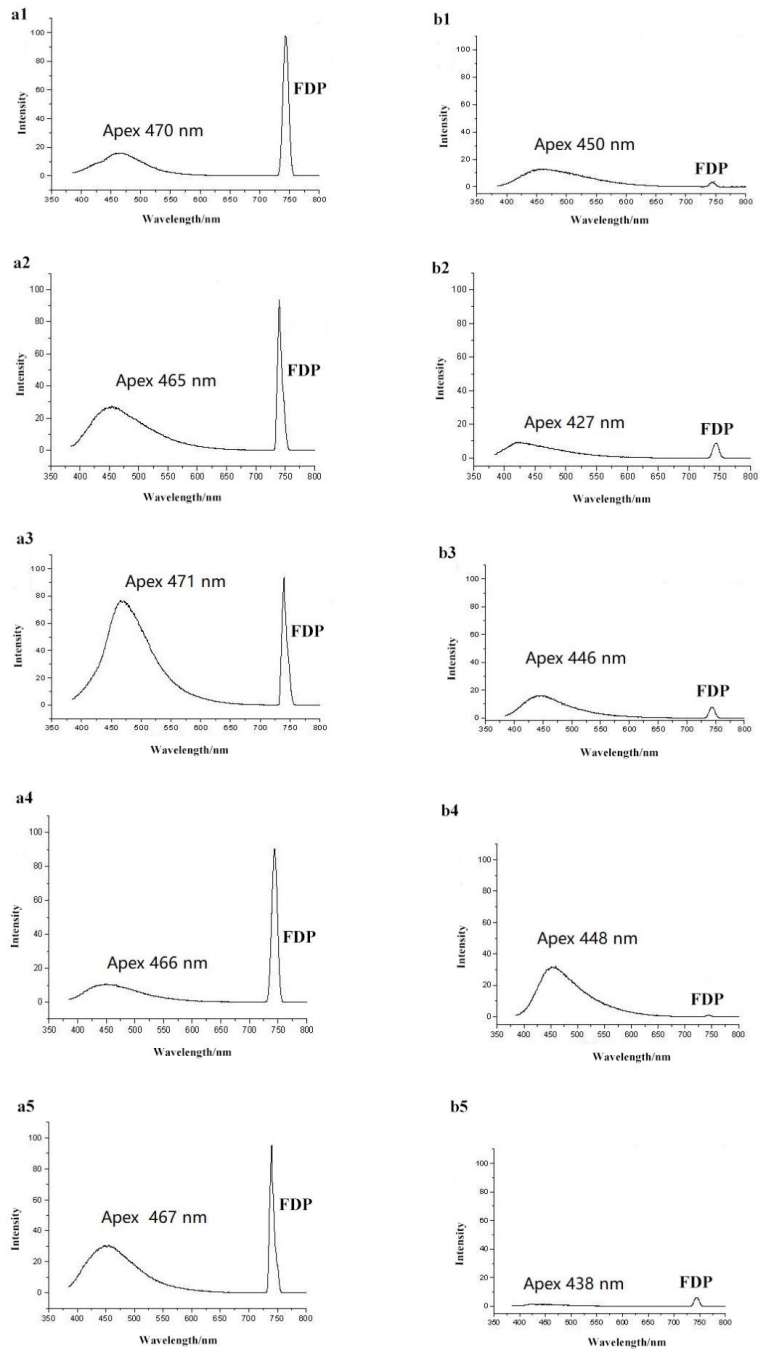 a1
Intensity
100
80
60
40
20
0
FDP
Apex 470 nm
350 400 450 500 550 600 650 700 750 800
Wavelength/nm
b1
Intensity
100
80
60
40
20
0
Apex 450 nm
FDP
350 400 450 500 550 600 650 700 750 800
Wavelength/nm
a2
Intensity
100
80
60
40
20
0
Apex 465 nm
FDP
350 400 450 500 550 600 650 700 750 800
Wavelength/nm
b2
Intensity
100
80
60
40
20
0
Apex 427 nm
FDP
350 400 450 500 550 600 650 700 750 800
Wavelength/nm
a3
Intensity
100
80
60
40
20
0
Apex 471 nm
FDP
350 400 450 500 550 600 650 700 750 800
Wavelength/nm
b3
Intensity
100
80
60
40
20
0
Apex 446 nm
FDP
350 400 450 500 550 600 650 700 750 800
Wavelength/nm
a4
Intensity
100
80
60
40
20
0
Apex 466 nm
FDP
350 400 450 500 550 600 650 700 750 800
Wavelength/nm
b4
Intensity
100
80
60
40
20
0
Apex 448 nm
FDP
350 400 450 500 550 600 650 700 750 800
Wavelength/nm
a5
Intensity
100
80
60
40
20
0
Apex 467 nm
FDP
350 400 450 500 550 600 650 700 750 800
Wavelength/nm
b5
Intensity
100
80
60
40
20
0
Apex 438 nm
FDP
350 400 450 500 550 600 650 700 750 800
Wavelength/nm